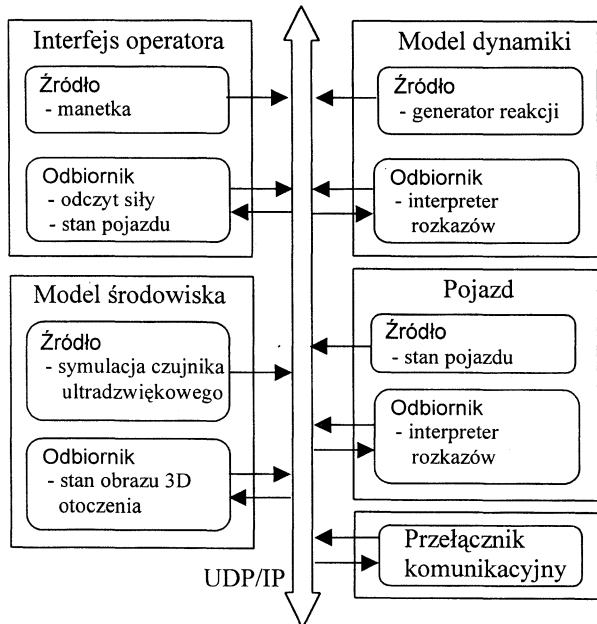 Interfejs operatora
Źródło
- manetka
Odbiornik
- odczyt siły
- stan pojazdu
Model środowiska
Źródło
- symulacja czujnika
ultradzwiękowego
Odbiornik
- stan obrazu 3D
otoczenia
UDP/IP
Model dynamiki
Źródło
- generator reakcji
Odbiornik
- interpreter
rozkazów
Pojazd
Źródło
- stan pojazdu
Odbiornik
- interpreter
rozkazów
Przełącznik
komunikacyjny